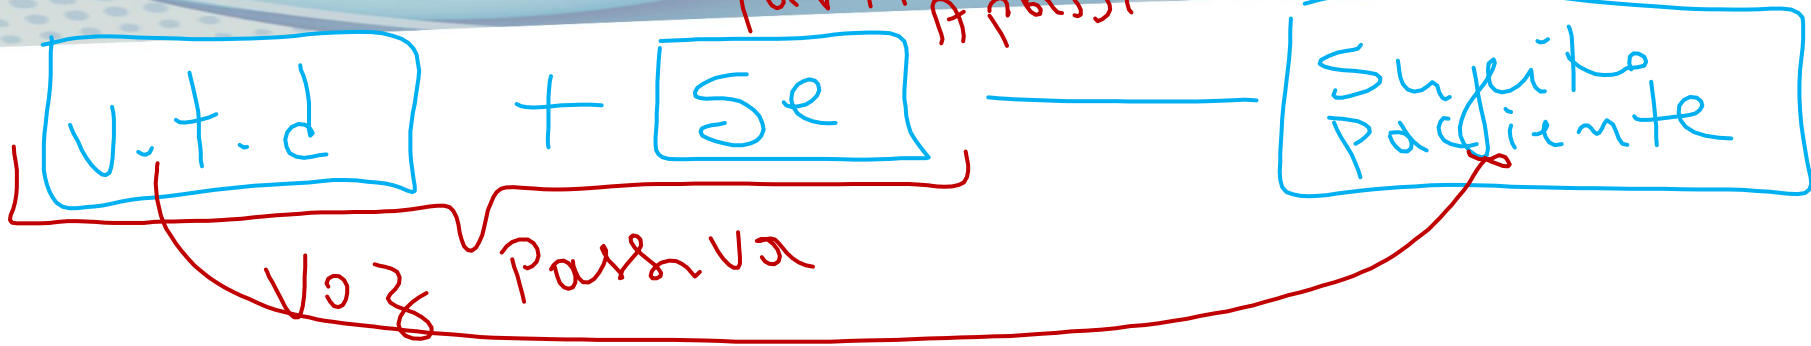 v.t.d + se — Sujeito
paciente
Voz Passiva